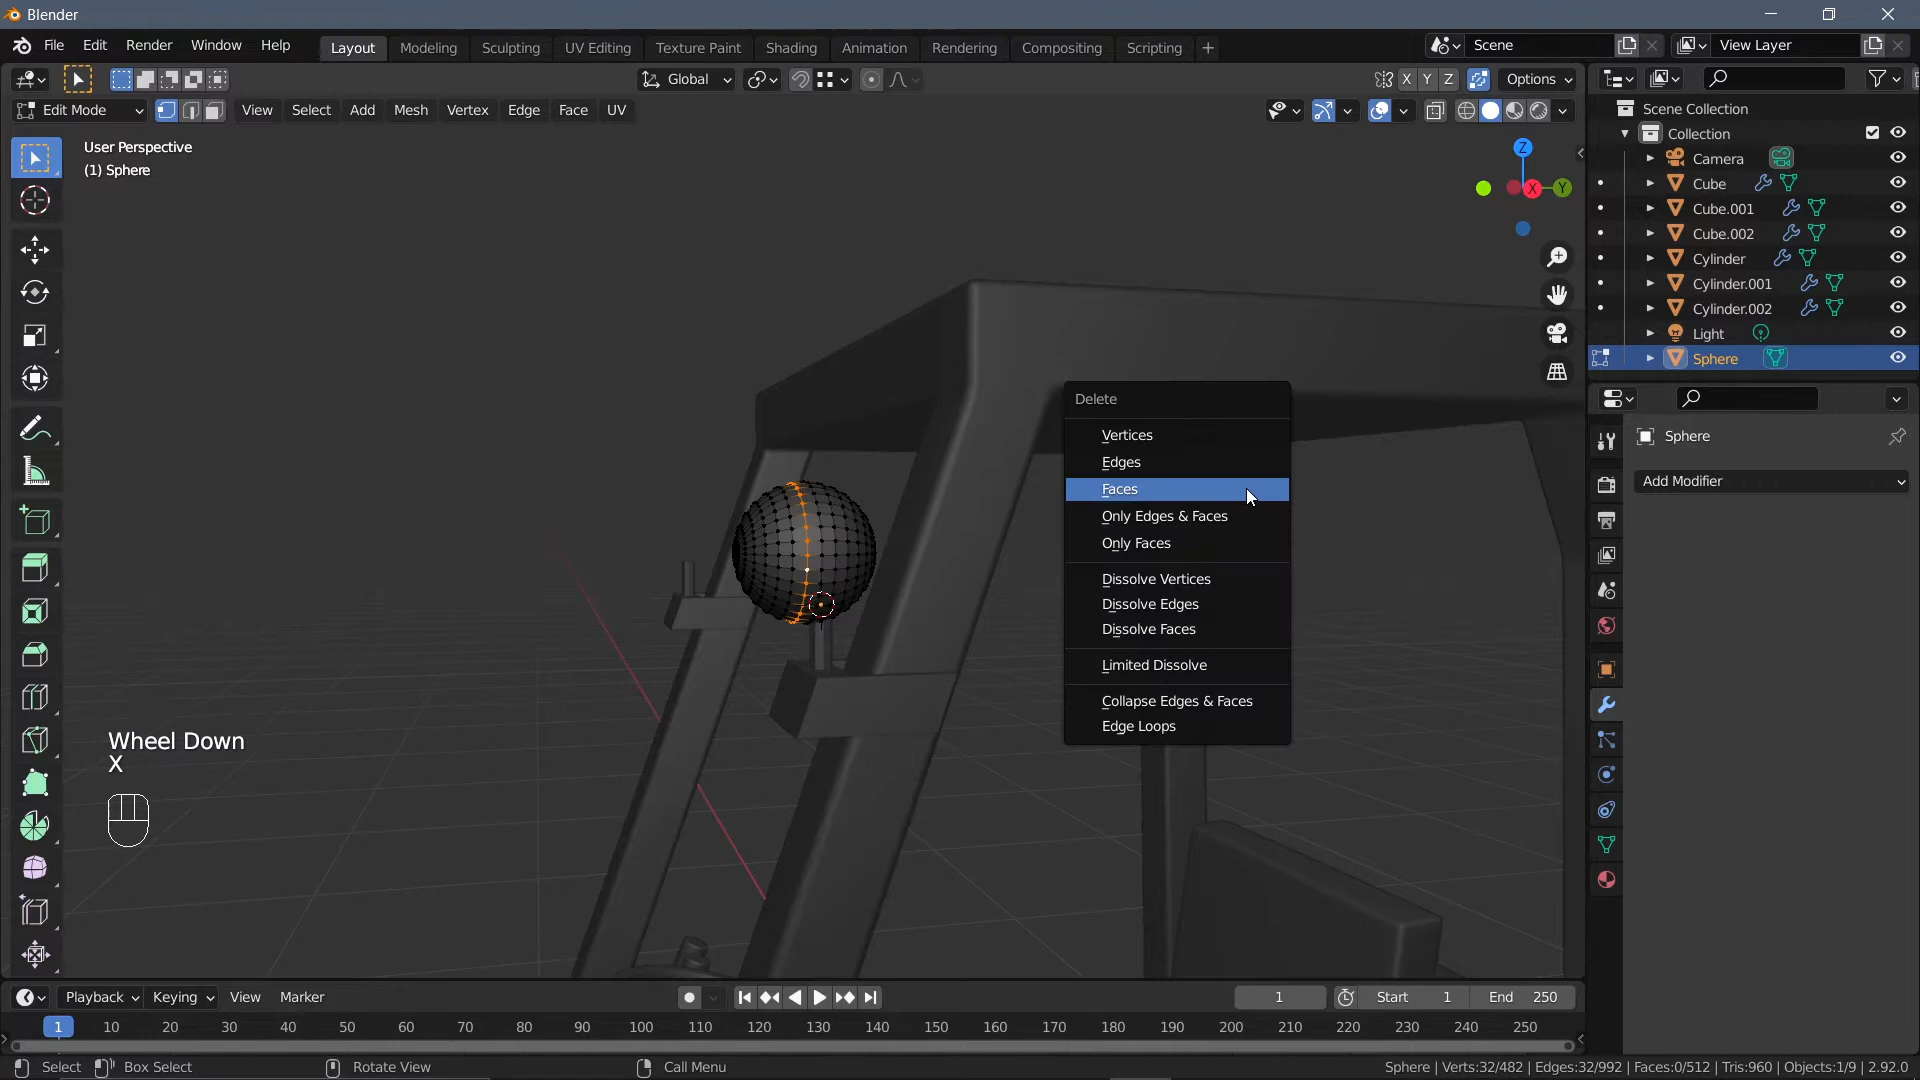 Blender
File Edit Render Window Help Layout Modeling Sculpting UV Editing Texture Paint Shading Animation Rendering Compositing Scripting + Scene View Layer
Global X Y Z Options
Edit Mode View Select Add Mesh Vertex Edge Face UV
User Perspective
(1) Sphere
Z
X
Y
Scene Collection
Collection
Camera
Cube
Cube.001
Cube.002
Cylinder
Cylinder.001
Cylinder.002
Light
Sphere
Sphere
Add Modifier
Delete
Vertices
Edges
Faces
Only Edges & Faces
Only Faces
Dissolve Vertices
Dissolve Edges
Dissolve Faces
Limited Dissolve
Collapse Edges & Faces
Edge Loops
Wheel Down
X
Playback Keying View Marker 1 Start 1 End 250
1 10 20 30 40 50 60 70 80 90 100 110 120 130 140 150 160 170 180 190 200 210 220 230 240 250
Select Box Select Rotate View Call Menu Sphere | Verts:32/482 | Edges:32/992 | Faces:0/512 | Tris:960 | Objects:1/9 | 2.92.0